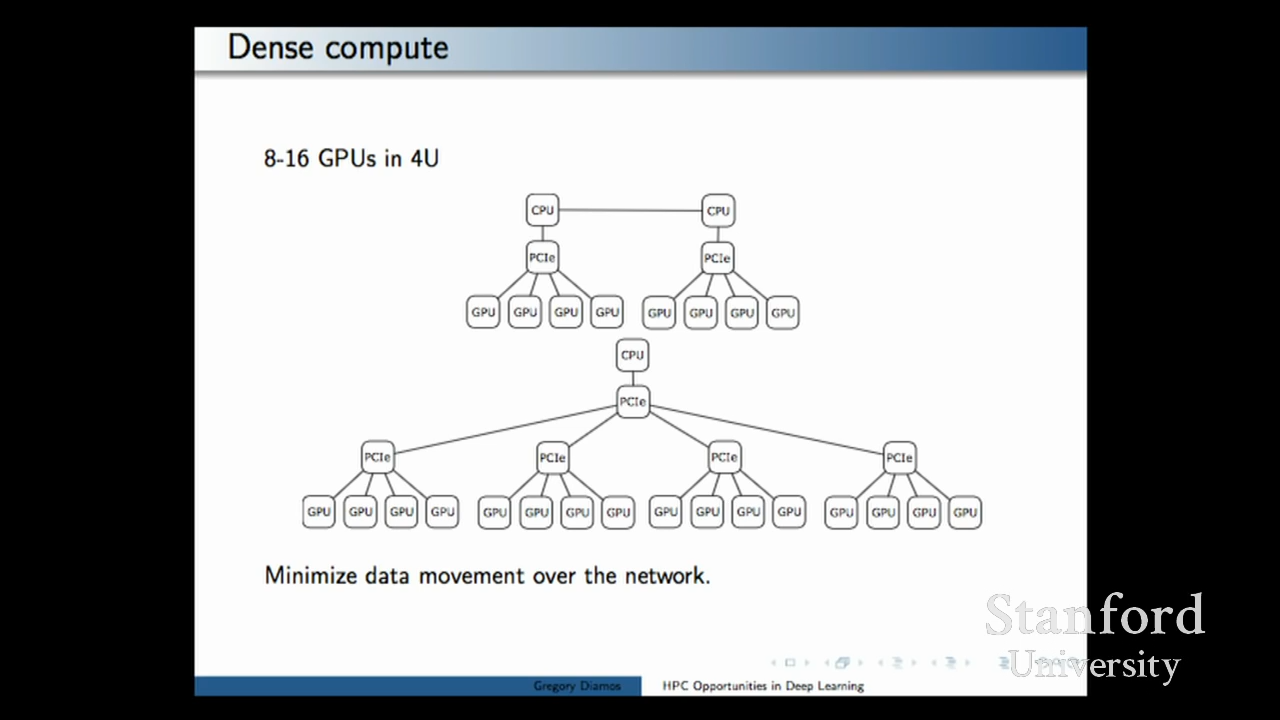 Dense compute
8-16 GPUs in 4U
CPU CPU
PCIe PCIe
GPU GPU GPU GPU GPU GPU GPU GPU
CPU
PCIe
PCIe PCIe PCIe PCIe
GPU GPU GPU GPU GPU GPU GPU GPU GPU GPU GPU GPU GPU GPU GPU GPU
Minimize data movement over the network.
Stanford
University
Gregory Diamos HPC Opportunities in Deep Learning